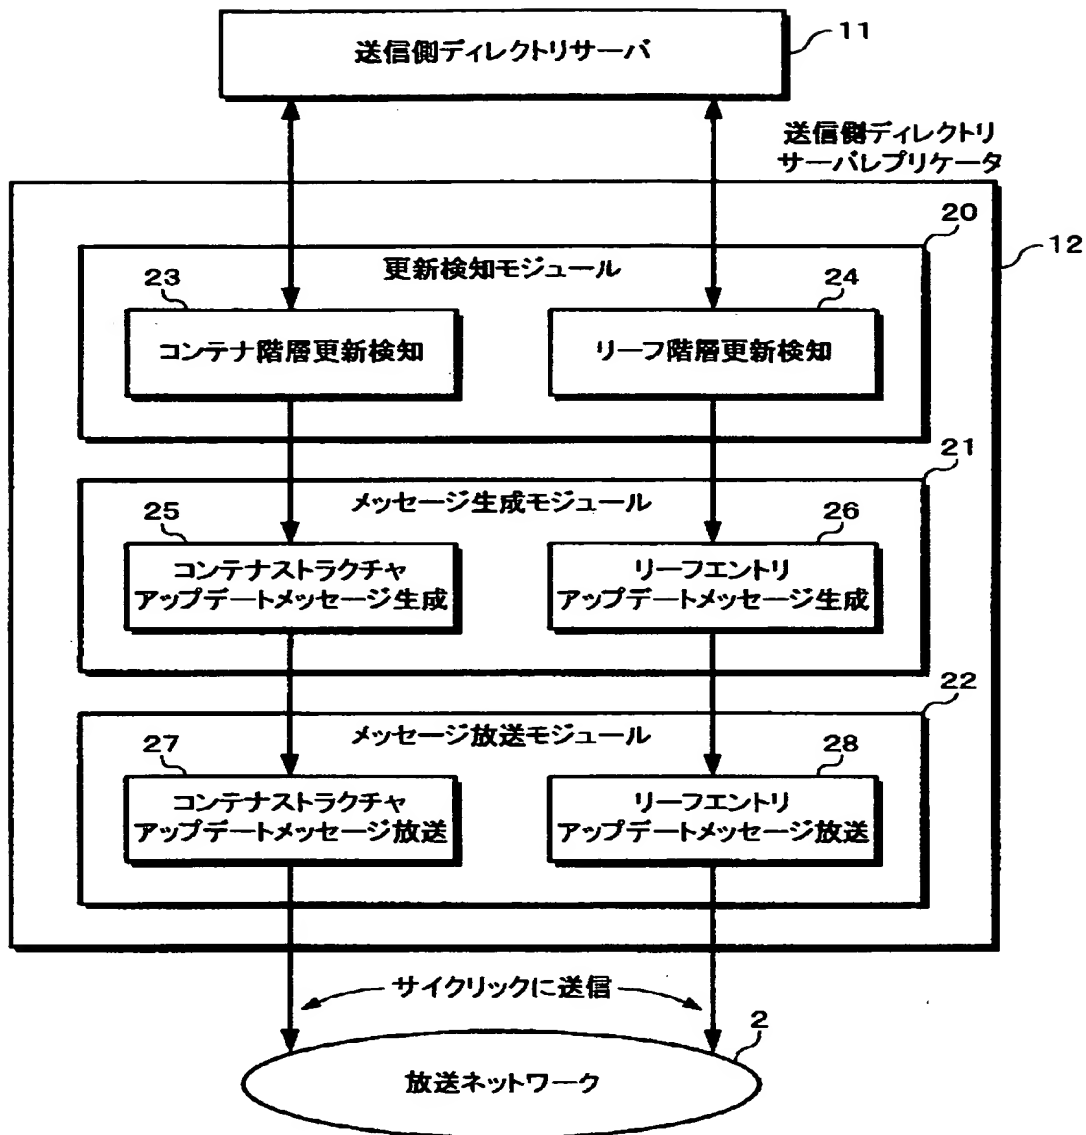 送信側ディレクトリサーバ
11
送信側ディレクトリ
サーバレプリケータ
12
20
更新検知モジュール
23
コンテナ階層更新検知
24
リーフ階層更新検知
21
メッセージ生成モジュール
25
コンテナストラクチャ
アップデートメッセージ生成
26
リーフエントリ
アップデートメッセージ生成
22
メッセージ放送モジュール
27
コンテナストラクチャ
アップデートメッセージ放送
28
リーフエントリ
アップデートメッセージ放送
サイクリックに送信
2
放送ネットワーク